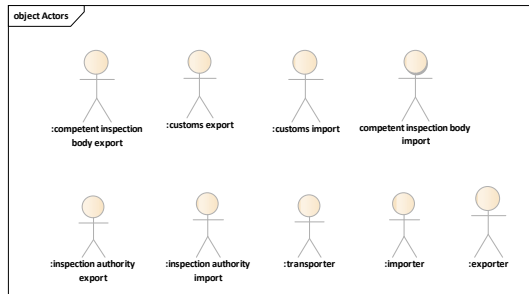 object Actors
:competent inspection
body export
:customs export
:customs import
competent inspection body
import
:inspection authority
export
:inspection authority
import
:transporter
:importer
:exporter